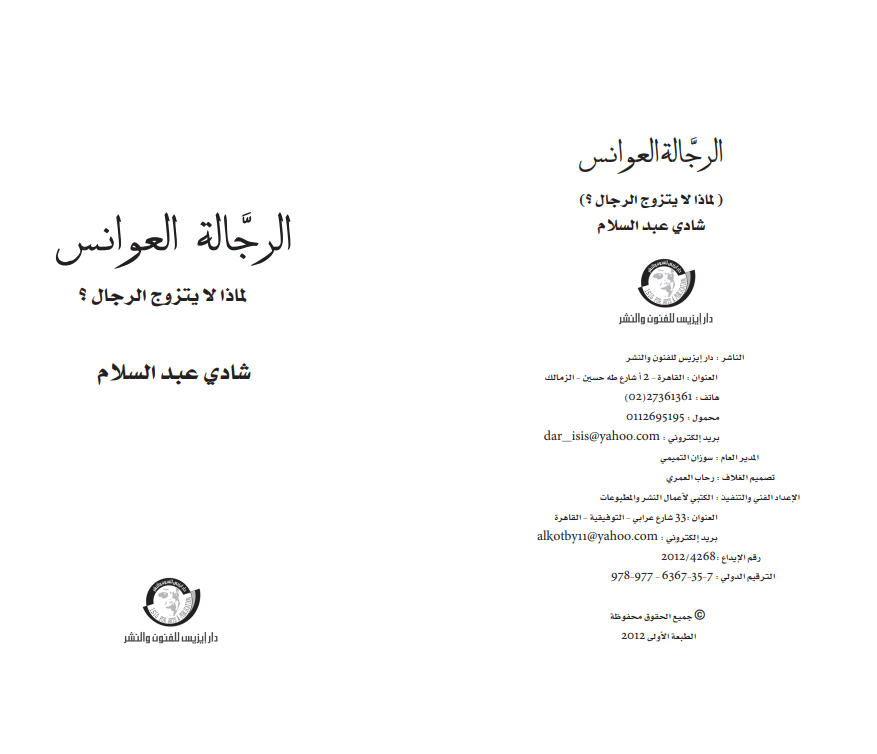 الرجَّالة العوانس
( لماذا لا يتزوج الرجال ؟)
شادي عبد السلام
دار إيزيس للفنون والنشر
الناشر : دار إيزيس للفنون والنشر
العنوان : القاهرة - 2 أ شارع طه حسين - الزمالك
هاتف : 27361361(02)
محمول : 0112695195
بريد إلكتروني : dar_isis@yahoo.com
المدير العام : سوزان التميمي
تصميم الغلاف : رحاب العمري
الإعداد الفني والتنفيذ : الكتبي لأعمال النشر والمطبوعات
العنوان :33 شارع عرابي - التوفيقية - القاهرة
بريد إلكتروني : alkotby11@yahoo.com
رقم الإيداع :2012/4268
الترقيم الدولي : 978-977 - 6367-35-7
© جميع الحقوق محفوظة
الطبعة الأولى 2012
الرجَّالة العوانس
لماذا لا يتزوج الرجال ؟
شادي عبد السلام
دار إيزيس للفنون والنشر